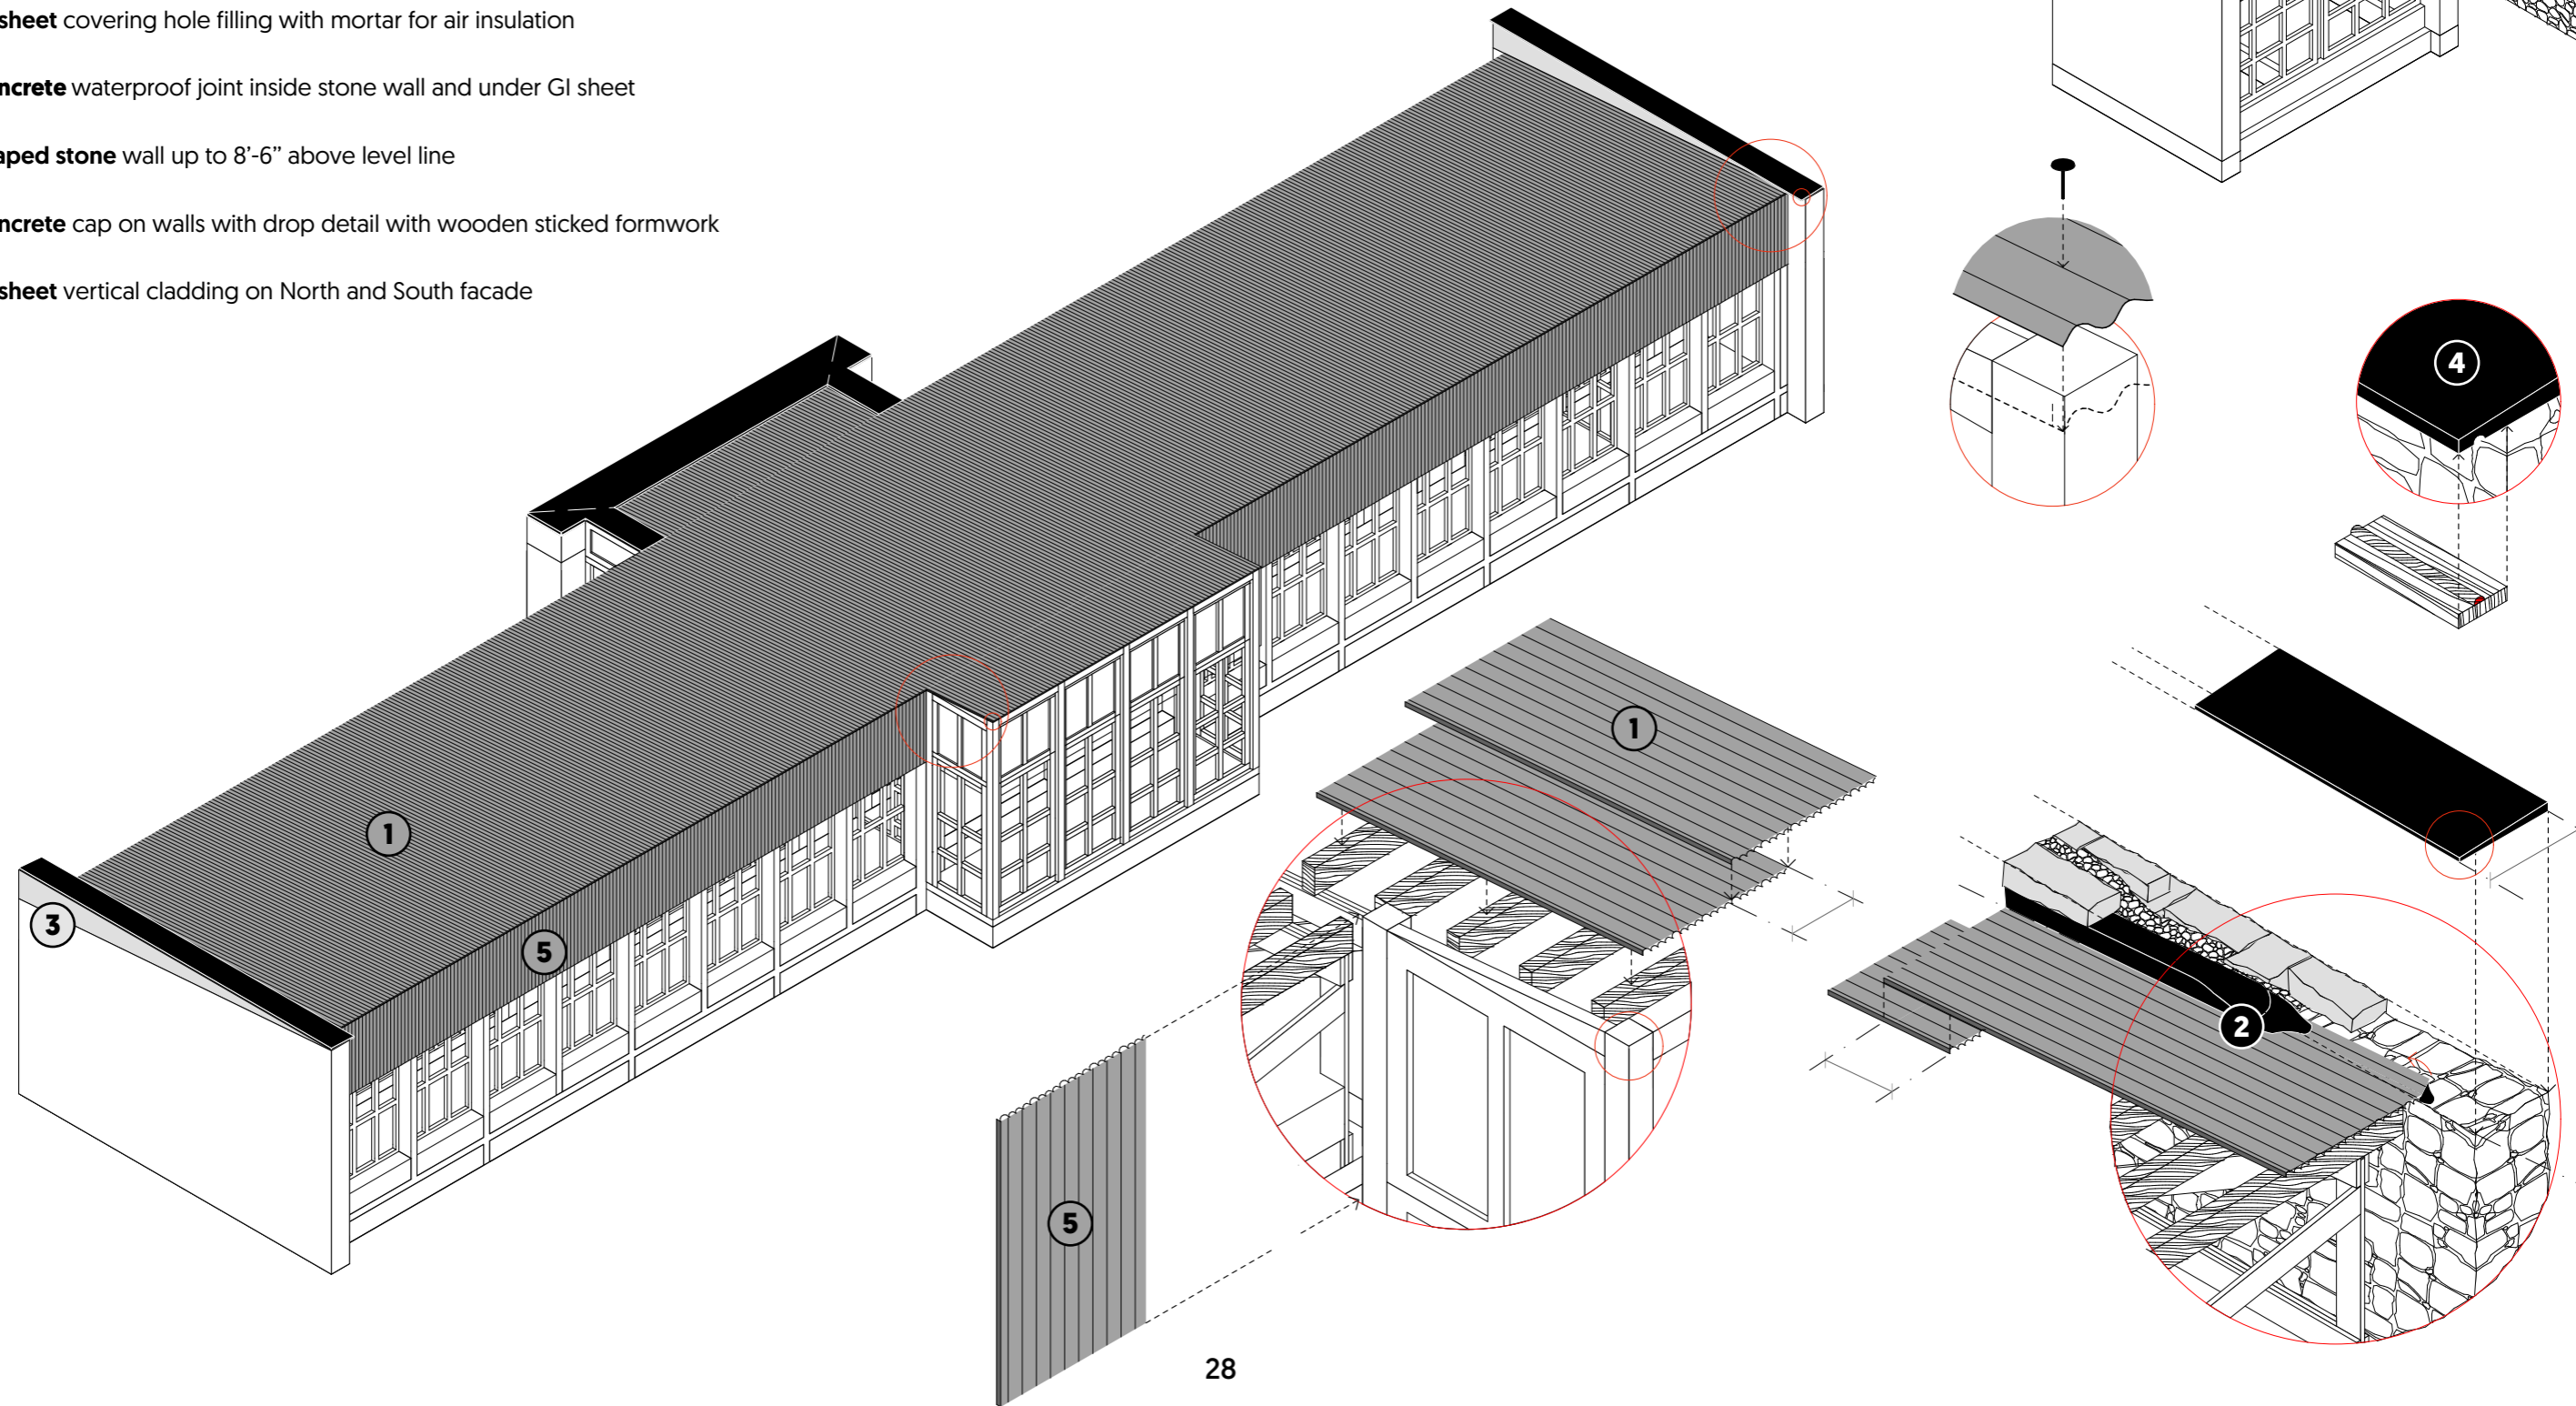 sheet covering hole filling with mortar for air insulation
ncrete waterproof joint inside stone wall and under GI sheet
aped stone wall up to 8’-6” above level line
ncrete cap on walls with drop detail with wooden sticked formwork
sheet vertical cladding on North and South facade
4
1
1
3
5
2
5
28